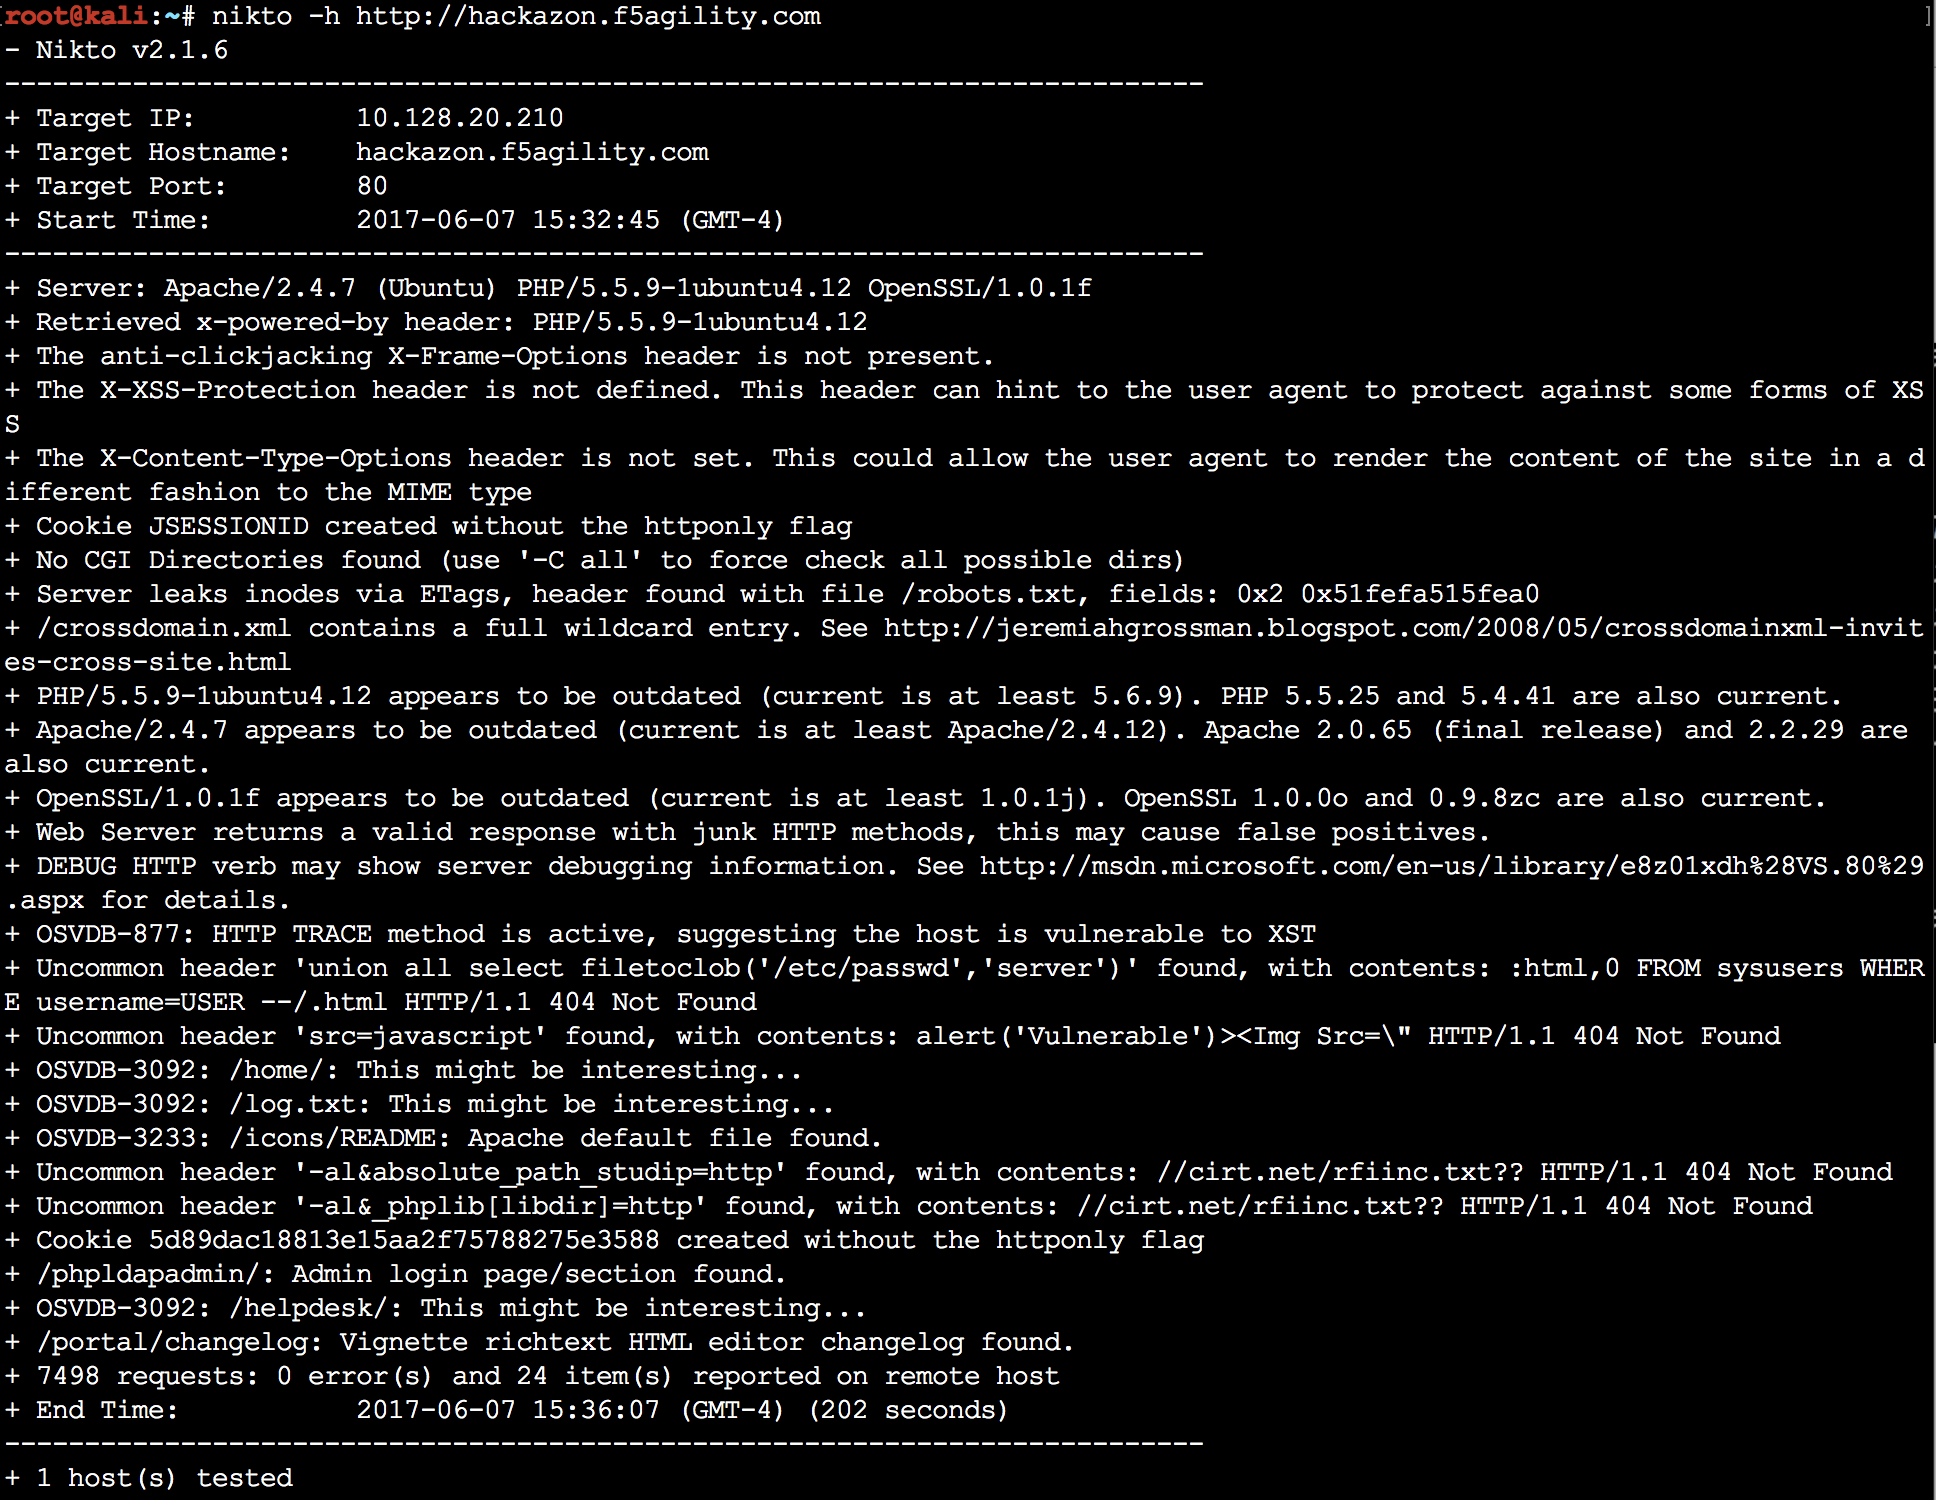 root@kali:~# nikto -h http://hackazon.f5agility.com ]
- Nikto v2.1.6
---------------------------------------------------------------------------
+ Target IP:          10.128.20.210
+ Target Hostname:    hackazon.f5agility.com
+ Target Port:        80
+ Start Time:         2017-06-07 15:32:45 (GMT-4)
---------------------------------------------------------------------------
+ Server: Apache/2.4.7 (Ubuntu) PHP/5.5.9-1ubuntu4.12 OpenSSL/1.0.1f
+ Retrieved x-powered-by header: PHP/5.5.9-1ubuntu4.12
+ The anti-clickjacking X-Frame-Options header is not present.
+ The X-XSS-Protection header is not defined. This header can hint to the user agent to protect against some forms of XS
S
+ The X-Content-Type-Options header is not set. This could allow the user agent to render the content of the site in a d
ifferent fashion to the MIME type
+ Cookie JSESSIONID created without the httponly flag
+ No CGI Directories found (use '-C all' to force check all possible dirs)
+ Server leaks inodes via ETags, header found with file /robots.txt, fields: 0x2 0x51fefa515fea0
+ /crossdomain.xml contains a full wildcard entry. See http://jeremiahgrossman.blogspot.com/2008/05/crossdomainxml-invit
es-cross-site.html
+ PHP/5.5.9-1ubuntu4.12 appears to be outdated (current is at least 5.6.9). PHP 5.5.25 and 5.4.41 are also current.
+ Apache/2.4.7 appears to be outdated (current is at least Apache/2.4.12). Apache 2.0.65 (final release) and 2.2.29 are
also current.
+ OpenSSL/1.0.1f appears to be outdated (current is at least 1.0.1j). OpenSSL 1.0.0o and 0.9.8zc are also current.
+ Web Server returns a valid response with junk HTTP methods, this may cause false positives.
+ DEBUG HTTP verb may show server debugging information. See http://msdn.microsoft.com/en-us/library/e8z01xdh%28VS.80%29
.aspx for details.
+ OSVDB-877: HTTP TRACE method is active, suggesting the host is vulnerable to XST
+ Uncommon header 'union all select filetoclob('/etc/passwd','server')' found, with contents: :html,0 FROM sysusers WHER
E username=USER --/.html HTTP/1.1 404 Not Found
+ Uncommon header 'src=javascript' found, with contents: alert('Vulnerable')><Img Src=\" HTTP/1.1 404 Not Found
+ OSVDB-3092: /home/: This might be interesting...
+ OSVDB-3092: /log.txt: This might be interesting...
+ OSVDB-3233: /icons/README: Apache default file found.
+ Uncommon header '-al&absolute_path_studip=http' found, with contents: //cirt.net/rfiinc.txt?? HTTP/1.1 404 Not Found
+ Uncommon header '-al&_phplib[libdir]=http' found, with contents: //cirt.net/rfiinc.txt?? HTTP/1.1 404 Not Found
+ Cookie 5d89dac18813e15aa2f75788275e3588 created without the httponly flag
+ /phpldapadmin/: Admin login page/section found.
+ OSVDB-3092: /helpdesk/: This might be interesting...
+ /portal/changelog: Vignette richtext HTML editor changelog found.
+ 7498 requests: 0 error(s) and 24 item(s) reported on remote host
+ End Time:           2017-06-07 15:36:07 (GMT-4) (202 seconds)
---------------------------------------------------------------------------
+ 1 host(s) tested